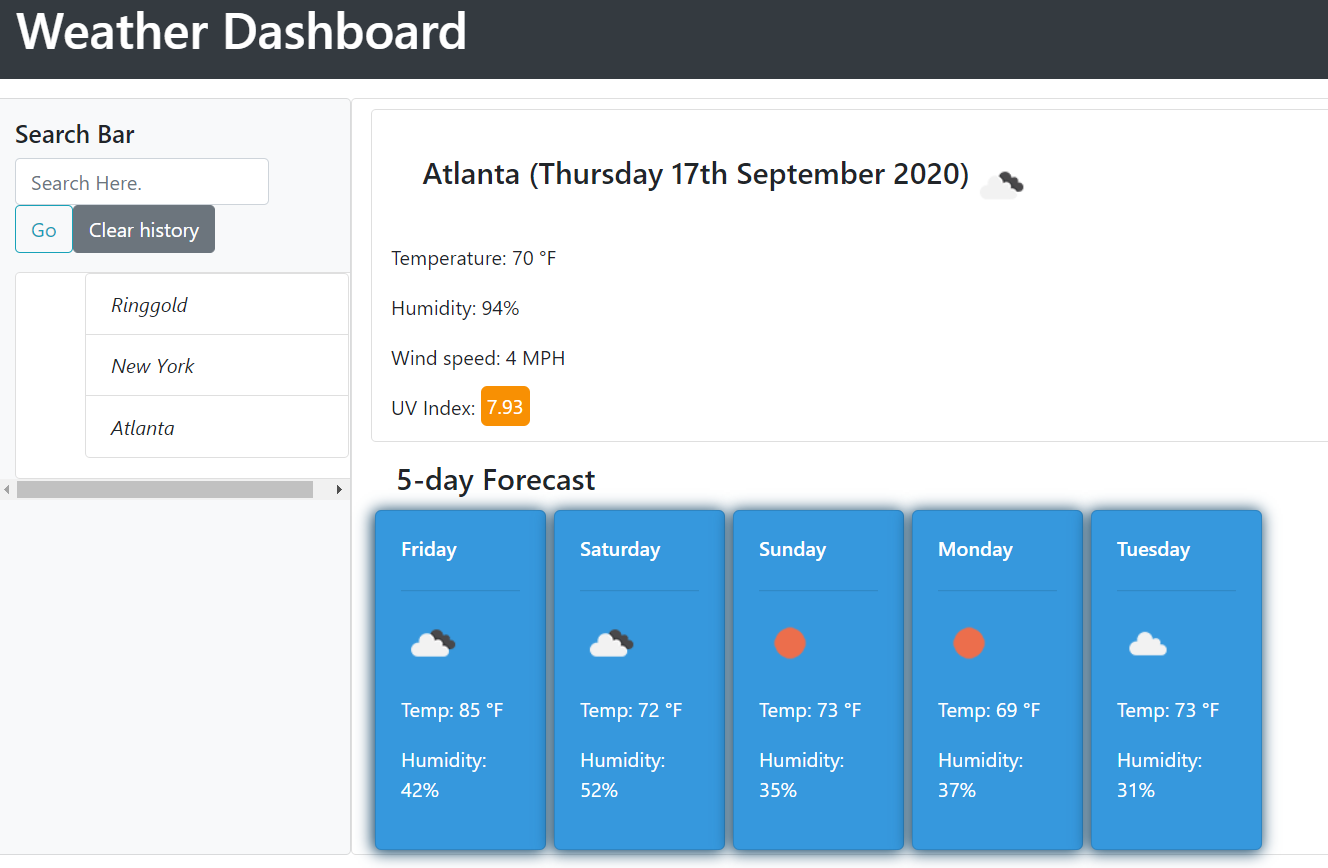 Weather Dashboard
Search Bar
Search Here.
Go
Clear history
Ringgold
New York
Atlanta
Atlanta (Thursday 17th September 2020)
Temperature: 70 °F
Humidity: 94%
Wind speed: 4 MPH
UV Index: 7.93
5-day Forecast
Friday
Temp: 85 °F
Humidity:
42%
Saturday
Temp: 72 °F
Humidity:
52%
Sunday
Temp: 73 °F
Humidity:
35%
Monday
Temp: 69 °F
Humidity:
37%
Tuesday
Temp: 73 °F
Humidity:
31%